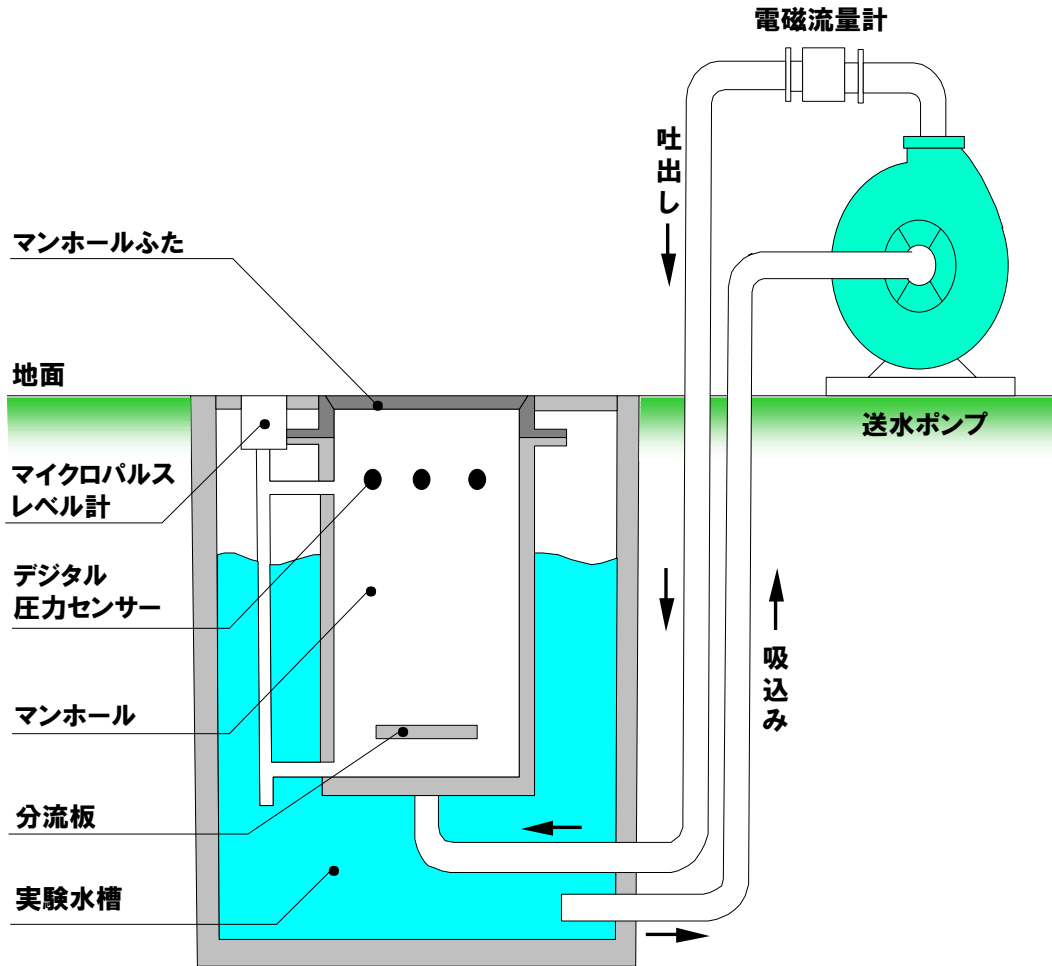 電磁流量計
吐出し
マンホールふた
地面
送水ポンプ
マイクロパルス
レベル計
デジタル
圧力センサー
吸込み
マンホール
分流板
実験水槽